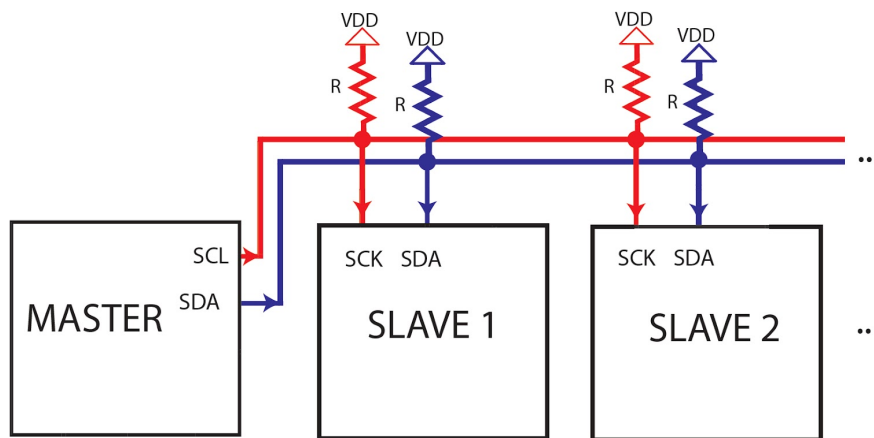 VDD
VDD
VDD
VDD
R
R
R
R
SCL
SDA
MASTER
SCK SDA
SLAVE 1
SCK SDA
SLAVE 2
..
..